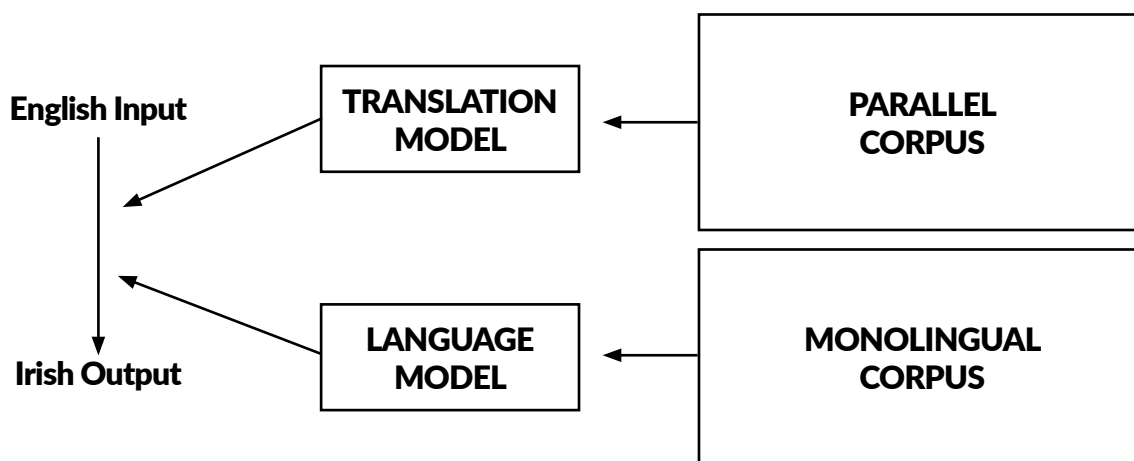 English Input
TRANSLATION
MODEL
PARALLEL
CORPUS
Irish Output
LANGUAGE
MODEL
MONOLINGUAL
CORPUS